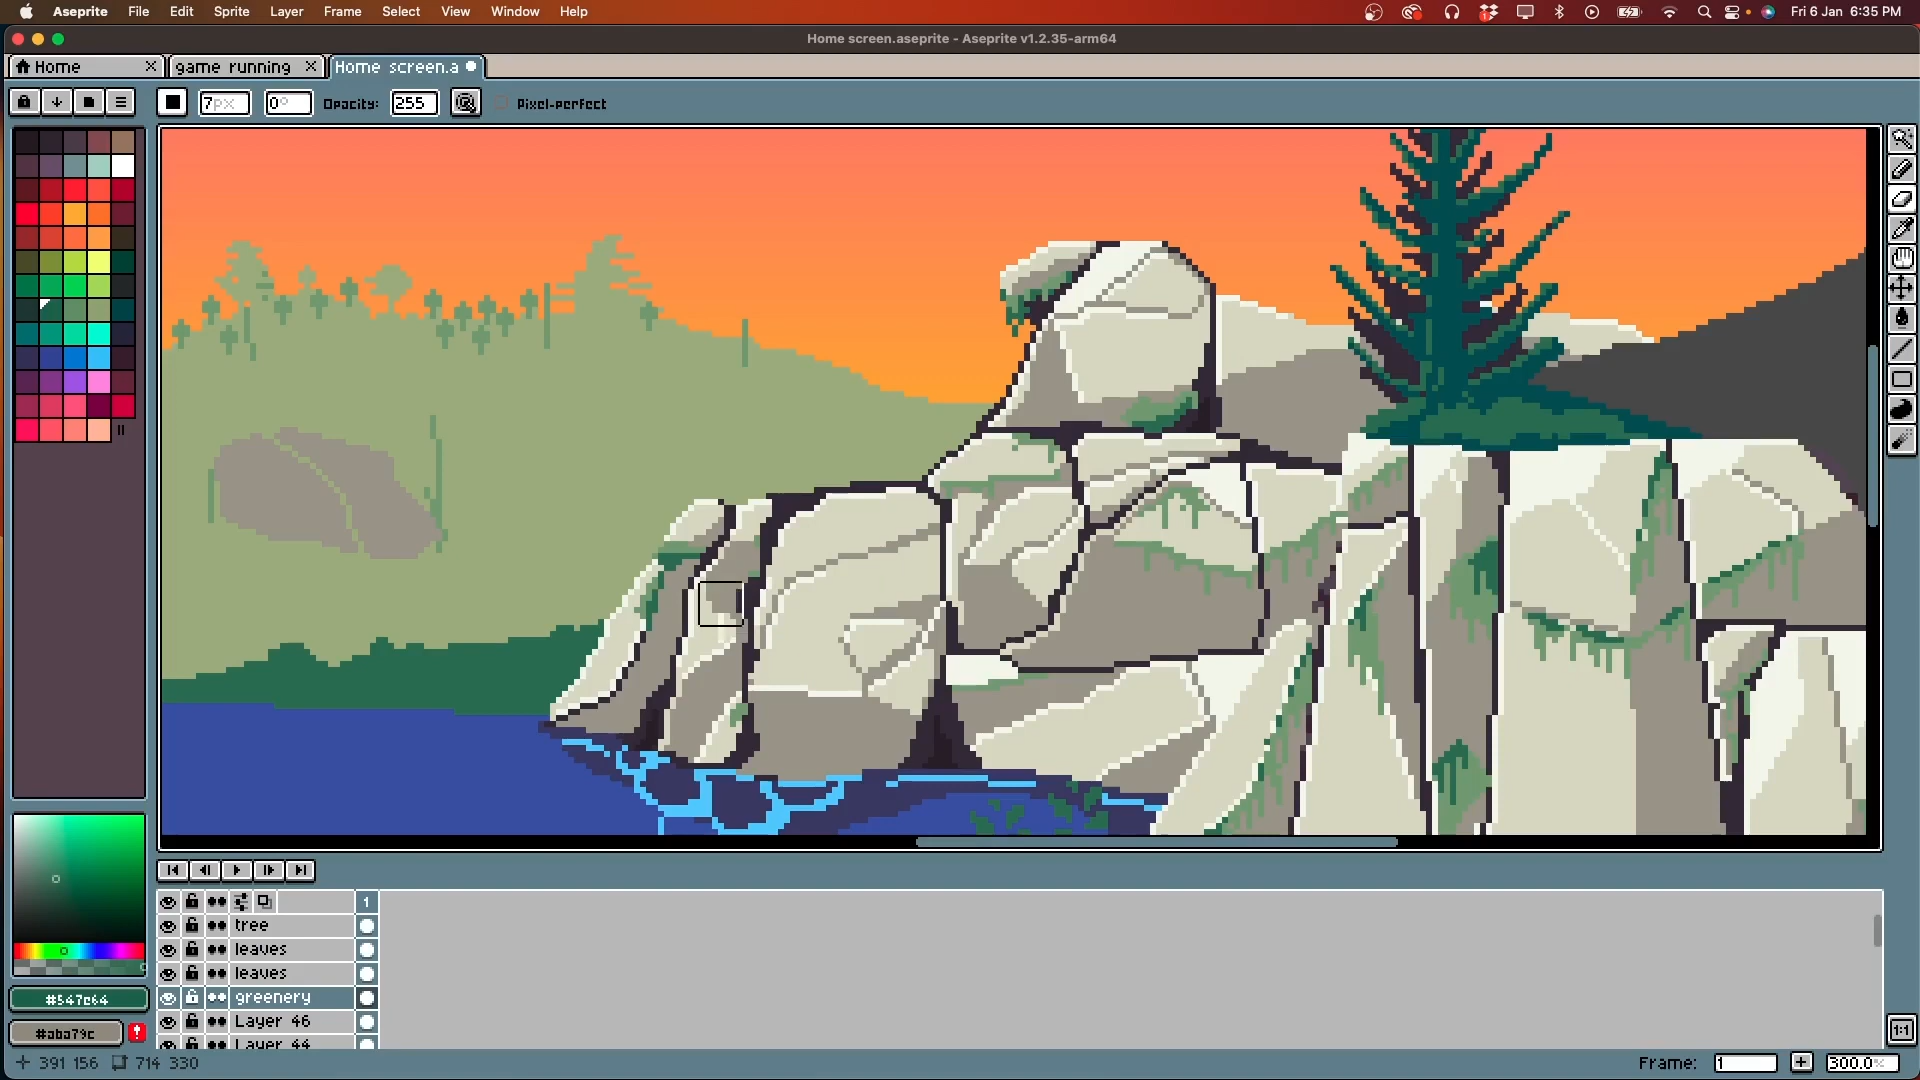 Aseprite File Edit Sprite Layer Frame Select View Window Help Fri 6 Jan 6:35 PM
Home screen.aseprite - Aseprite v1.2.35-arm64
Home game running Home screen.a
7px 0° Opacity: 255 Pixel-perfect
1
tree
leaves
leaves
#547c64 greenery
#aba79c Layer 46
Layer 44
1:1
391 156 714 330 Frame: 1 + 300.0%